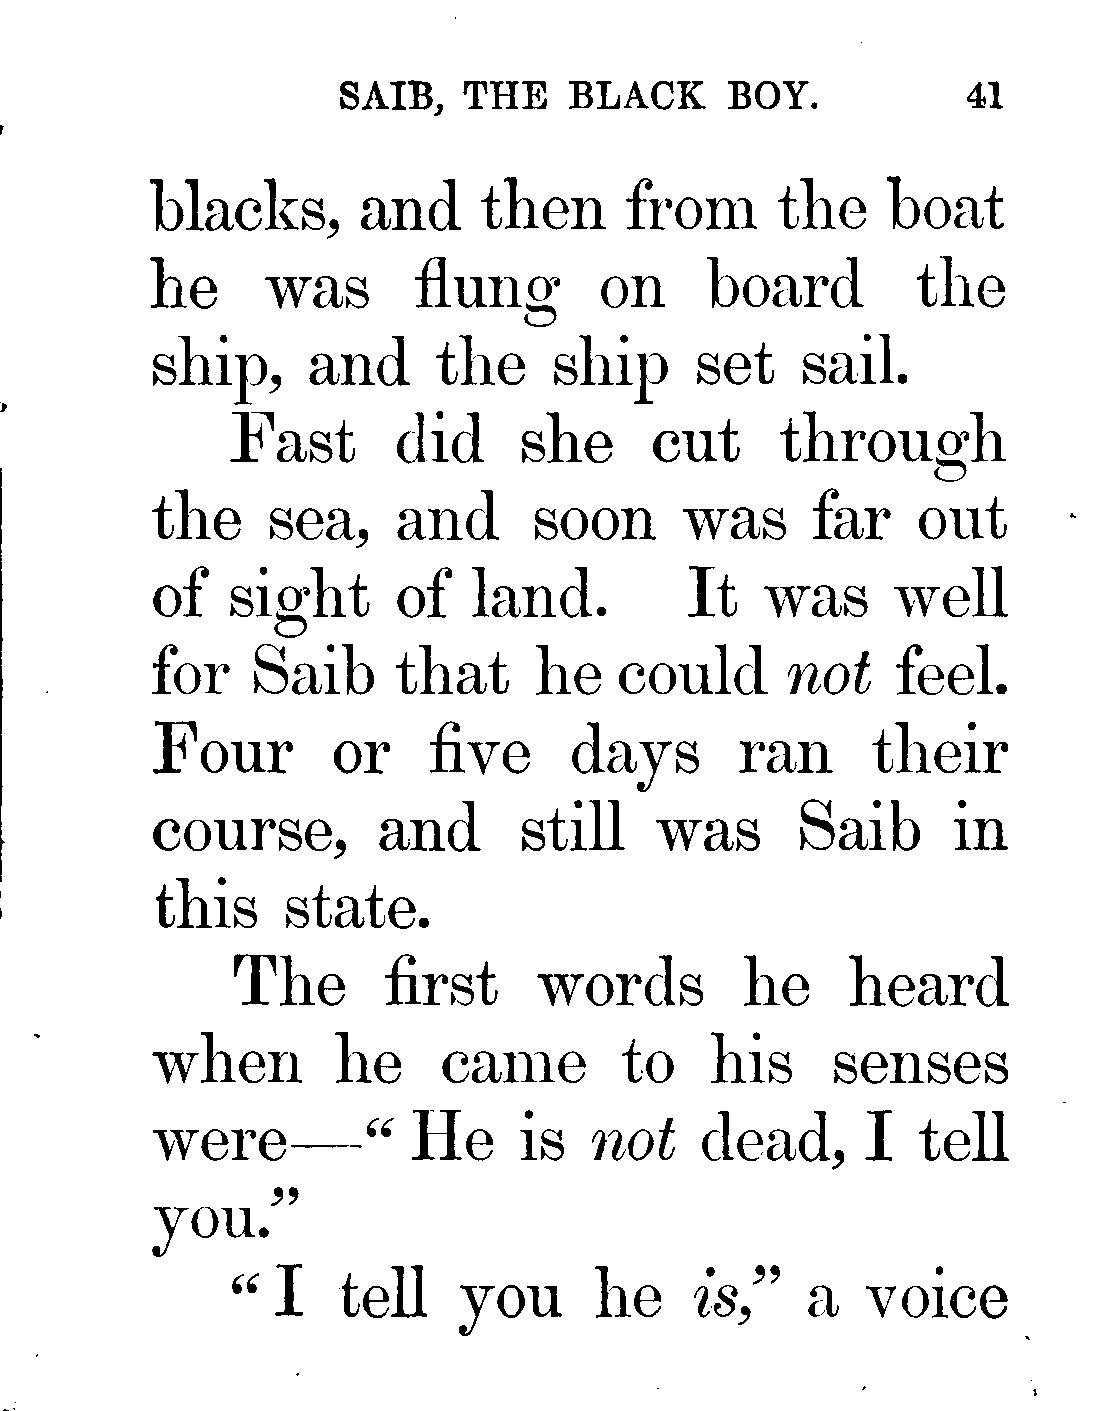 SAIB, THE BLACK BOY. 41
blacks, and then from the boat
he was flung on board the
ship, and the ship set sail.
Fast did she cut through
the sea, and soon was far out
of sight of land. It was well
for Saib that he could not feel.
Four or five days ran their
course, and still was Saib in
this state.
The first words he heard
when he came to his senses
were—“He is not dead, I tell
you.”
“I tell you he is,” a voice